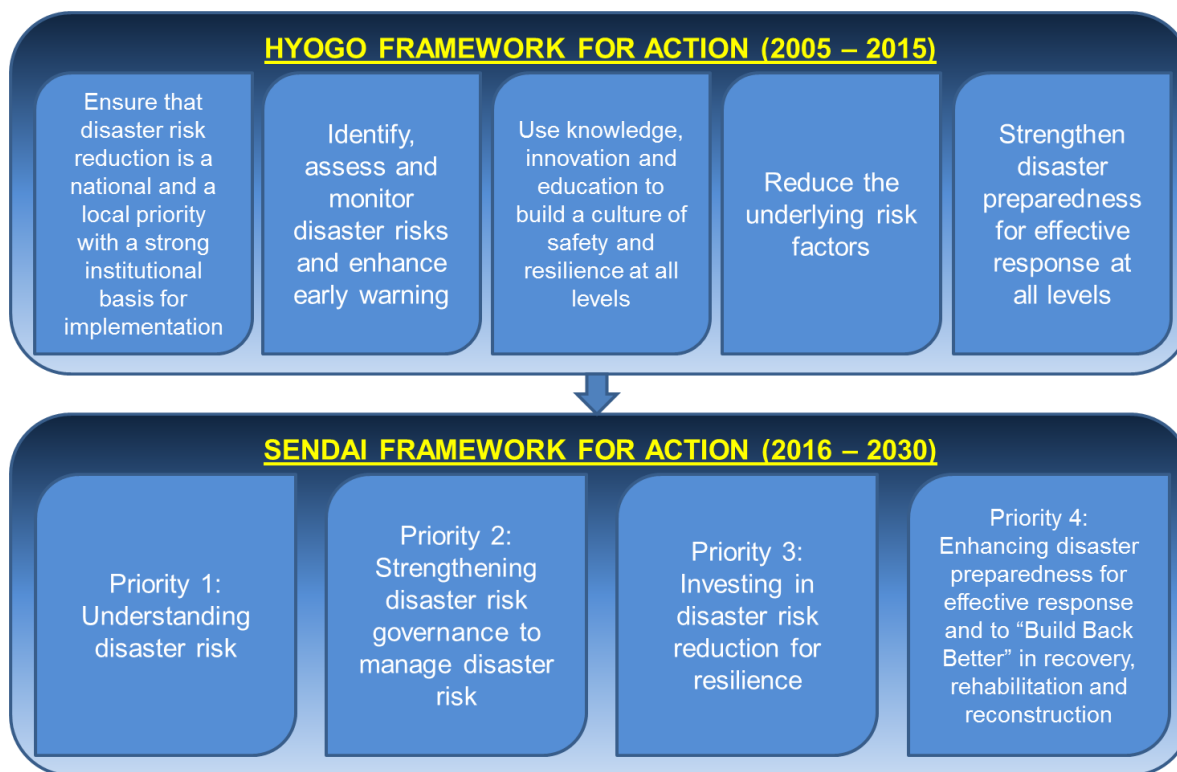 HYOGO FRAMEWORK FOR ACTION (2005 – 2015)
Ensure that
disaster risk
reduction is a
national and a
local priority
with a strong
institutional
basis for
implementation
Identify,
assess and
monitor
disaster risks
and enhance
early warning
Use knowledge,
innovation and
education to
build a culture of
safety and
resilience at all
levels
Reduce the
underlying risk
factors
Strengthen
disaster
preparedness
for effective
response at
all levels
SENDAI FRAMEWORK FOR ACTION (2016 – 2030)
Priority 1:
Understanding
disaster risk
Priority 2:
Strengthening
disaster risk
governance to
manage disaster
risk
Priority 3:
Investing in
disaster risk
reduction for
resilience
Priority 4:
Enhancing disaster
preparedness for
effective response
and to “Build Back
Better” in recovery,
rehabilitation and
reconstruction